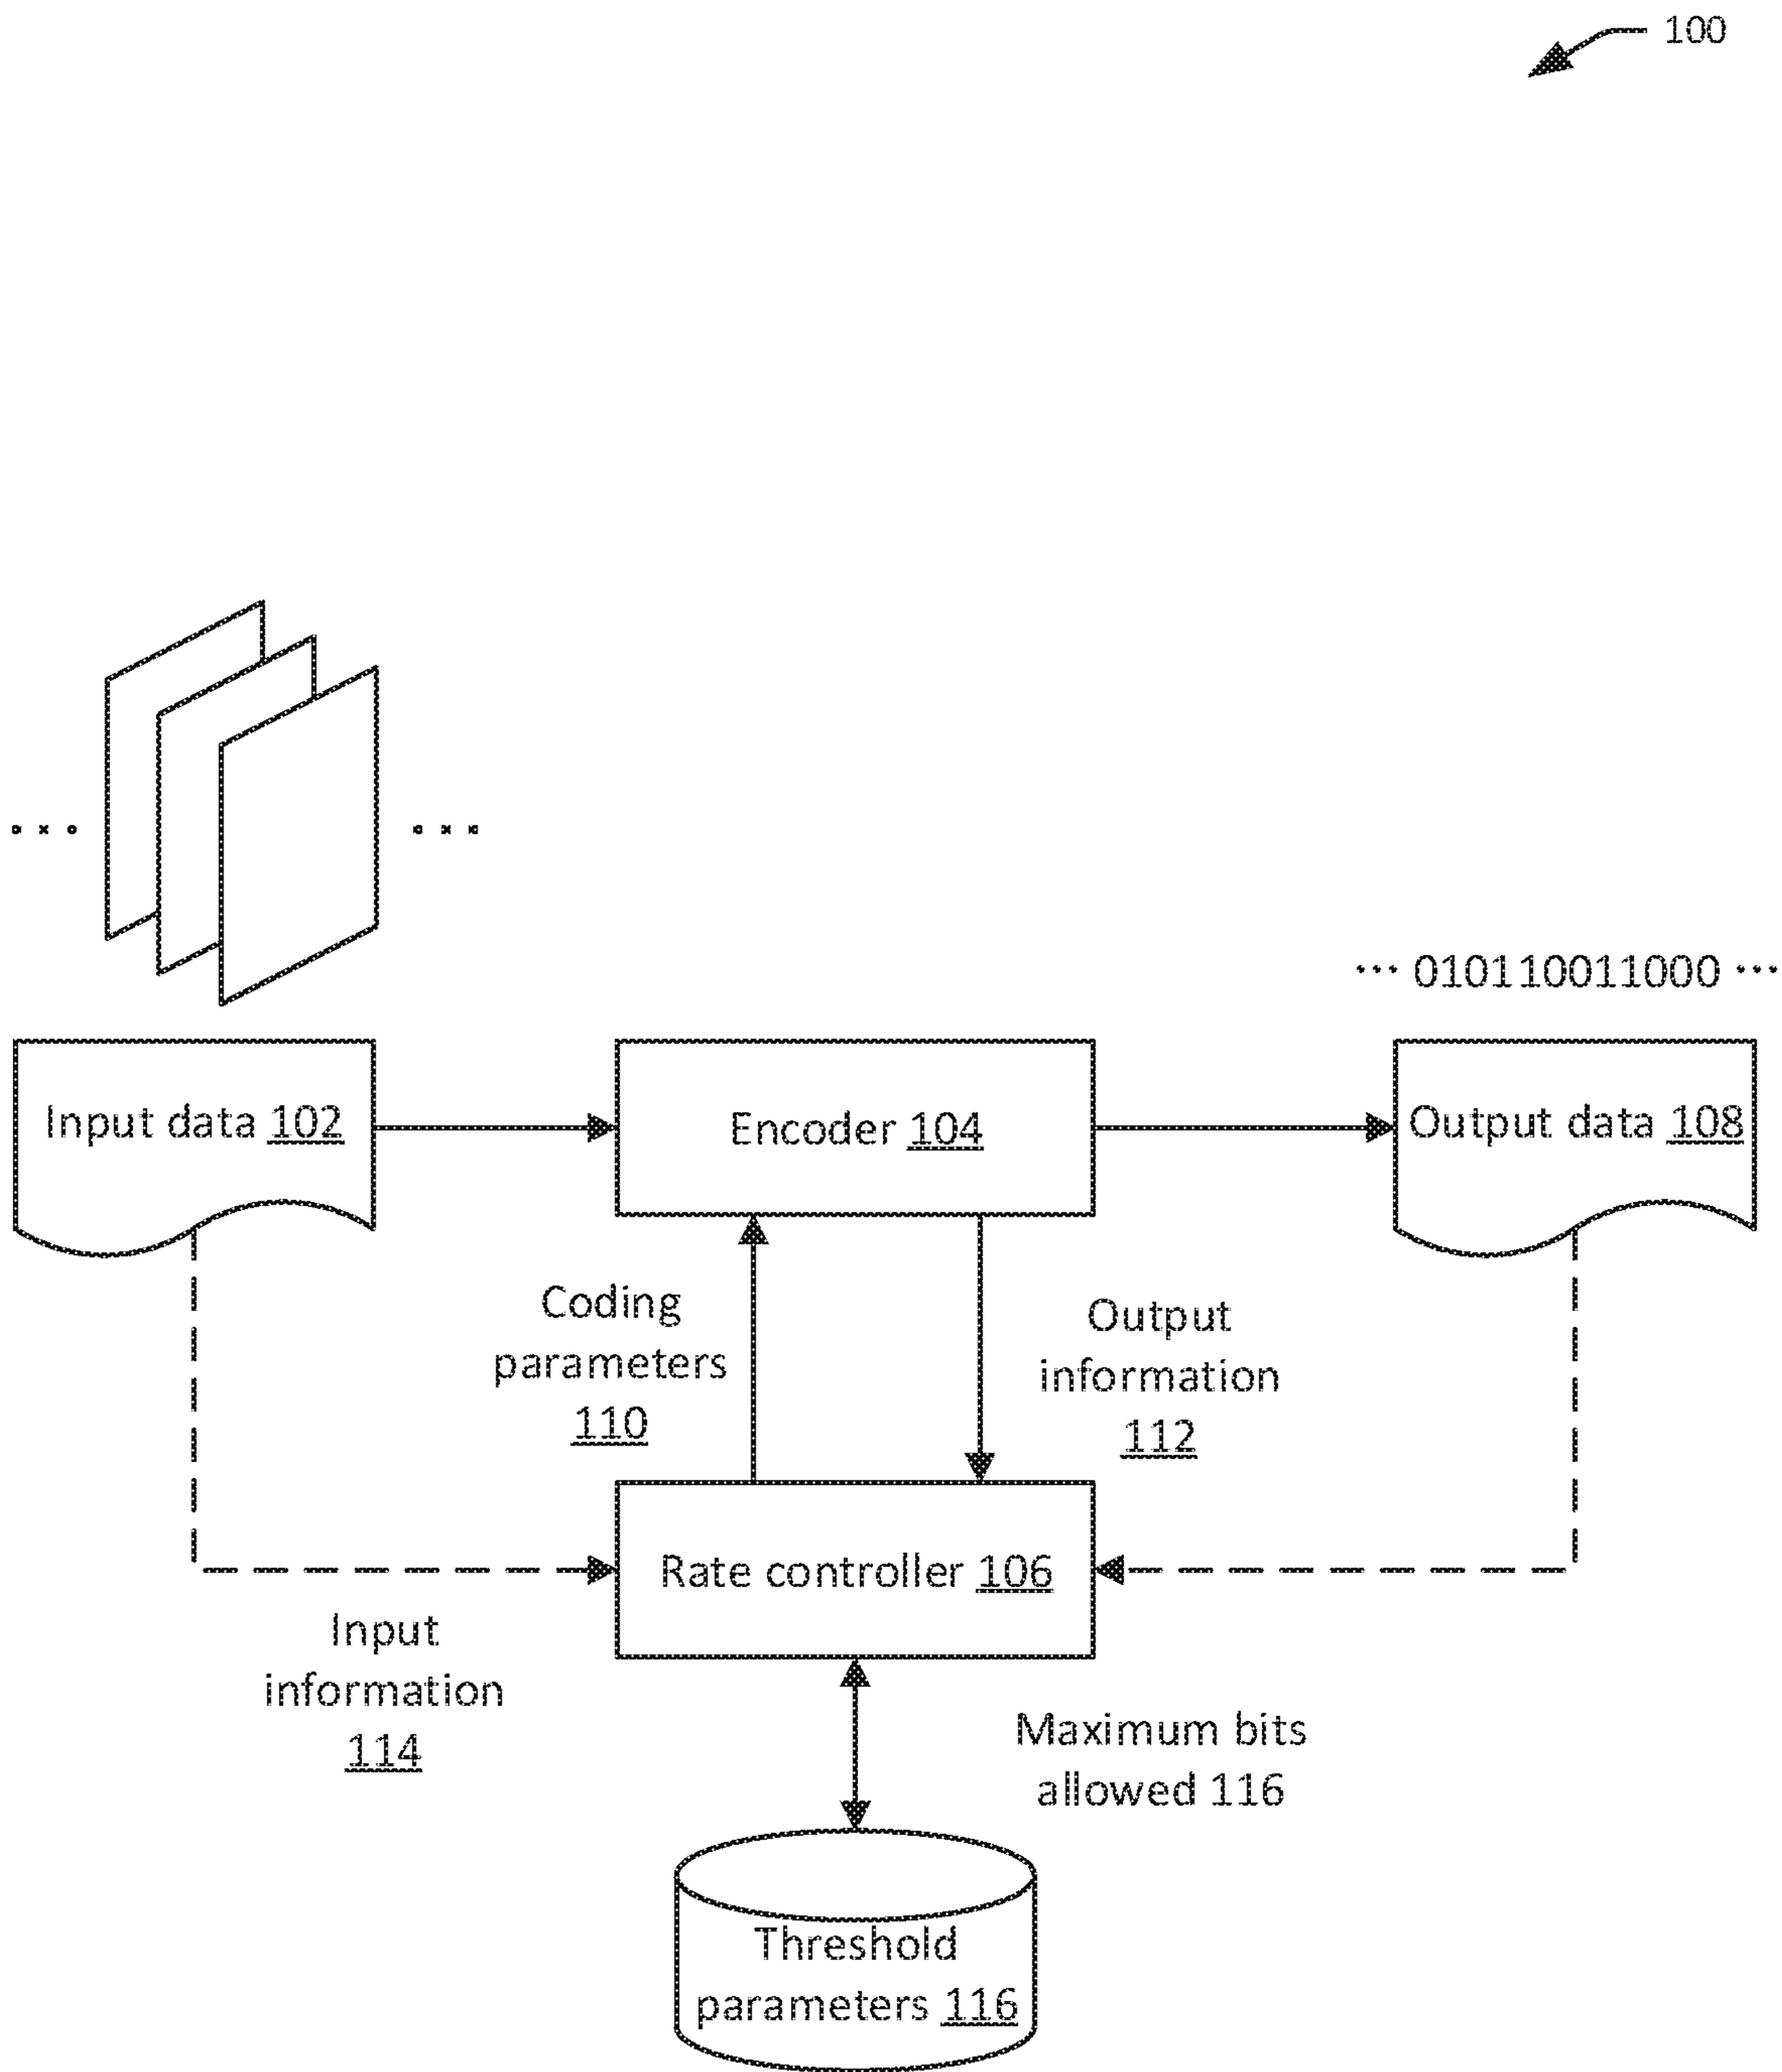 100
··· 010110011000 ···
Input data 102
Encoder 104
Output data 108
Coding
parameters
110
Output
information
112
Rate controller 106
Input
information
114
Maximum bits
allowed 116
Threshold
parameters 116